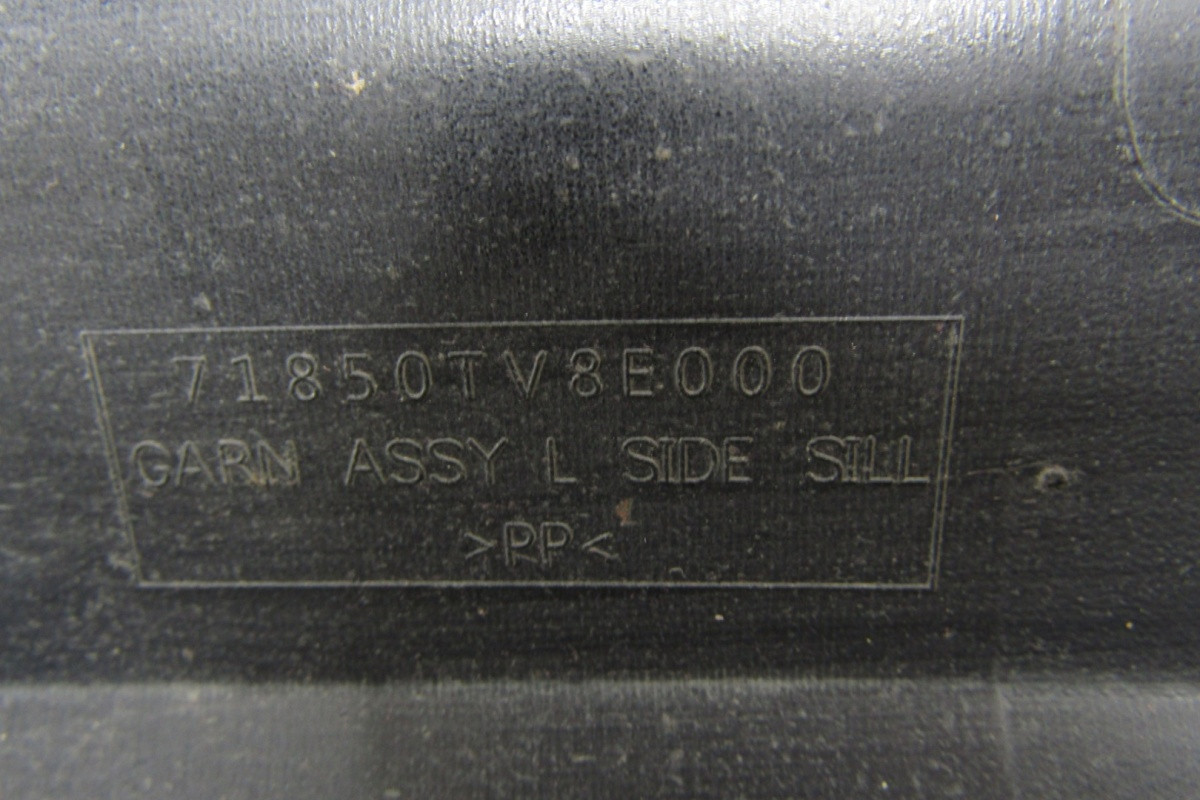 71850TV8E000
GARN ASSY L SIDE SILL
>PP<